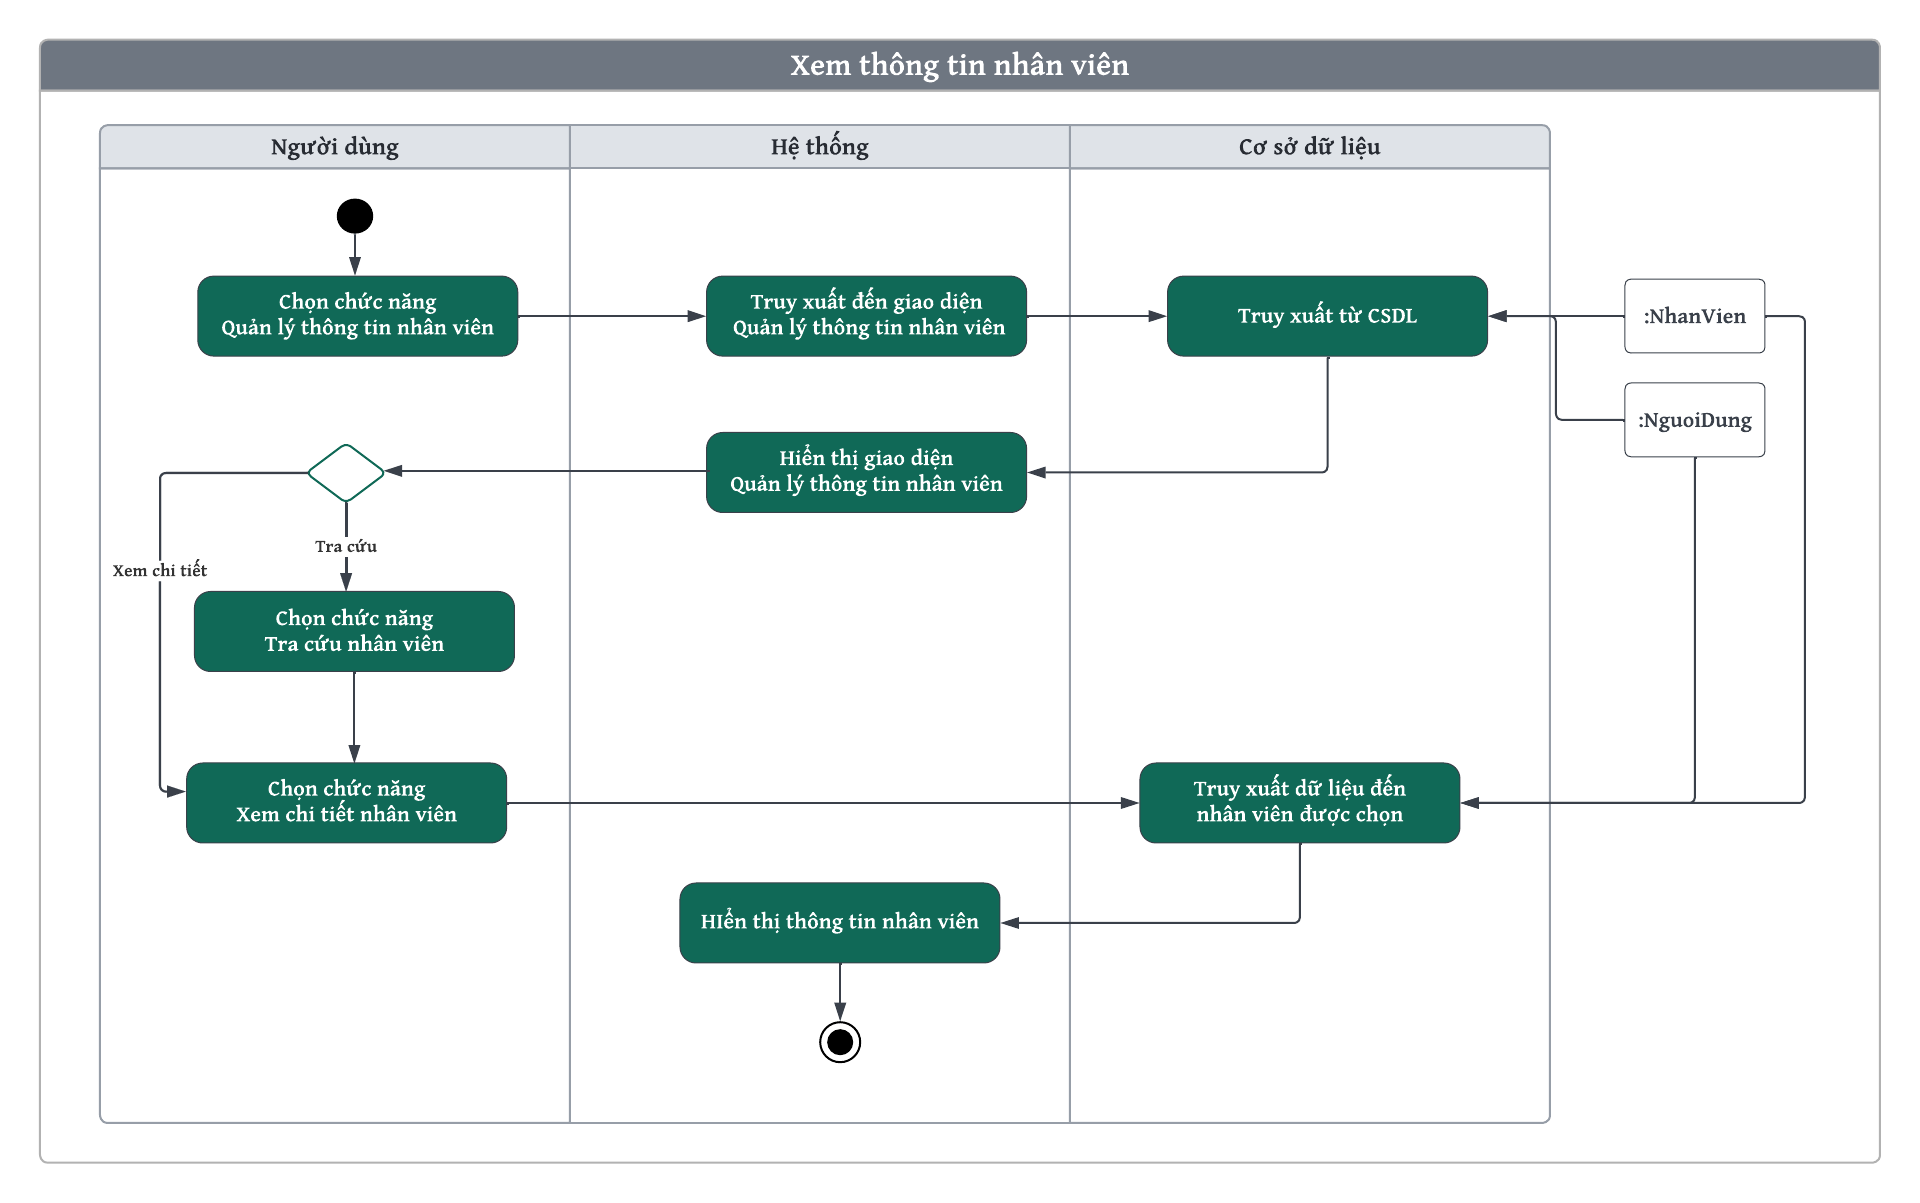 Xem thông tin nhân viên
Người dùng
Hệ thống
Cơ sở dữ liệu
Chọn chức năng
Quản lý thông tin nhân viên
Truy xuất đến giao diện
Quản lý thông tin nhân viên
Truy xuất từ CSDL
:NhanVien
:NguoiDung
Hiển thị giao diện
Quản lý thông tin nhân viên
Tra cứu
Xem chi tiết
Chọn chức năng
Tra cứu nhân viên
Chọn chức năng
Xem chi tiết nhân viên
Truy xuất dữ liệu đến
nhân viên được chọn
HIển thị thông tin nhân viên